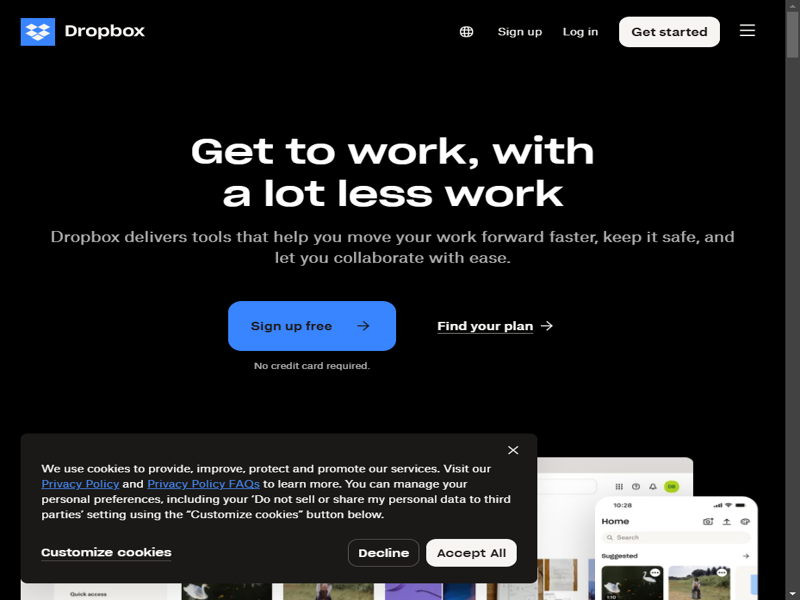 Dropbox
Sign up
Log in
Get started
Get to work, with
a lot less work
Dropbox delivers tools that help you move your work forward faster, keep it safe, and
let you collaborate with ease.
Sign up free
Find your plan
No credit card required.
We use cookies to provide, improve, protect and promote our services. Visit our
Privacy Policy and Privacy Policy FAQs to learn more. You can manage your
personal preferences, including your ‘Do not sell or share my personal data to third
parties’ setting using the “Customize cookies” button below.
Customize cookies
Decline
Accept All
10:28
Home
Search
Suggested
1:10
Quick access